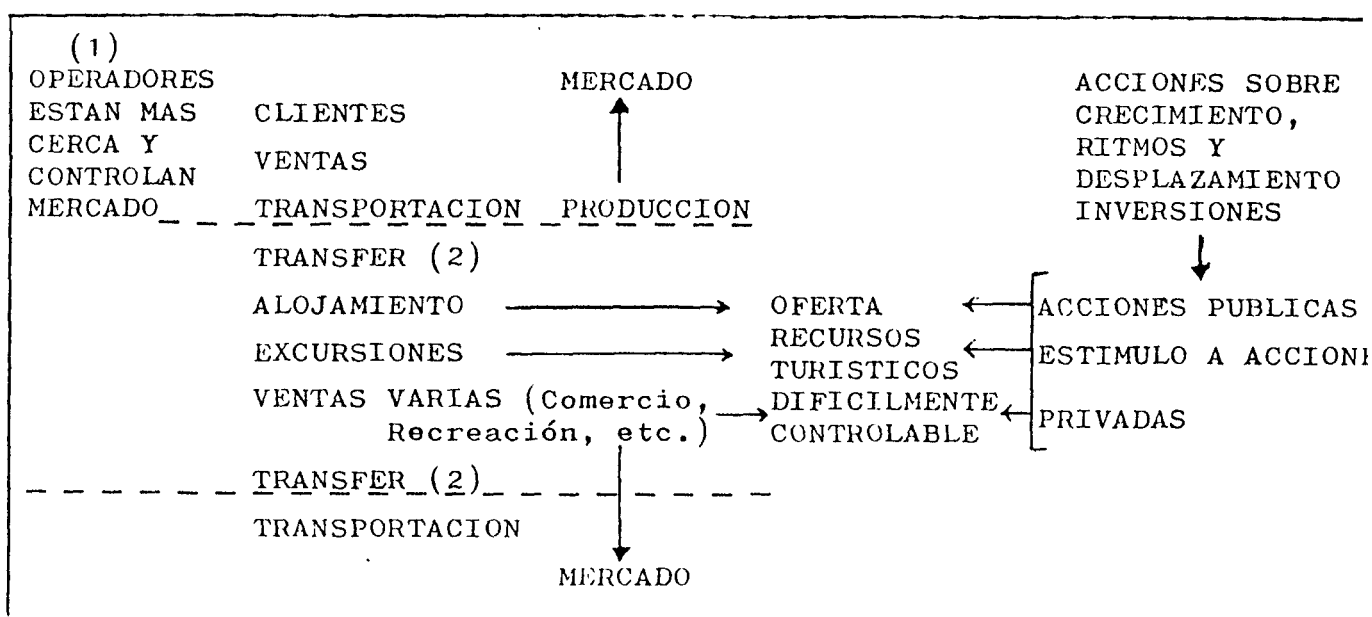 (1)
OPERADORES
ESTAN MAS
CERCA Y
CONTROLAN
MERCADO
CLIENTES
VENTAS
TRANSPORTACION
MERCADO
PRODUCCION
TRANSFER (2)
ALOJAMIENTO
EXCURSIONES
VENTAS VARIAS (Comercio,
Recreación, etc.)
TRANSFER (2)
TRANSPORTACION
MERCADO
OFERTA
RECURSOS
TURISTICOS
DIFICILMENTE
CONTROLABLE
ACCIONES SOBRE
CRECIMIENTO,
RITMOS Y
DESPLAZAMIENTO
INVERSIONES
ACCIONES PUBLICAS
ESTIMULO A ACCION
PRIVADAS